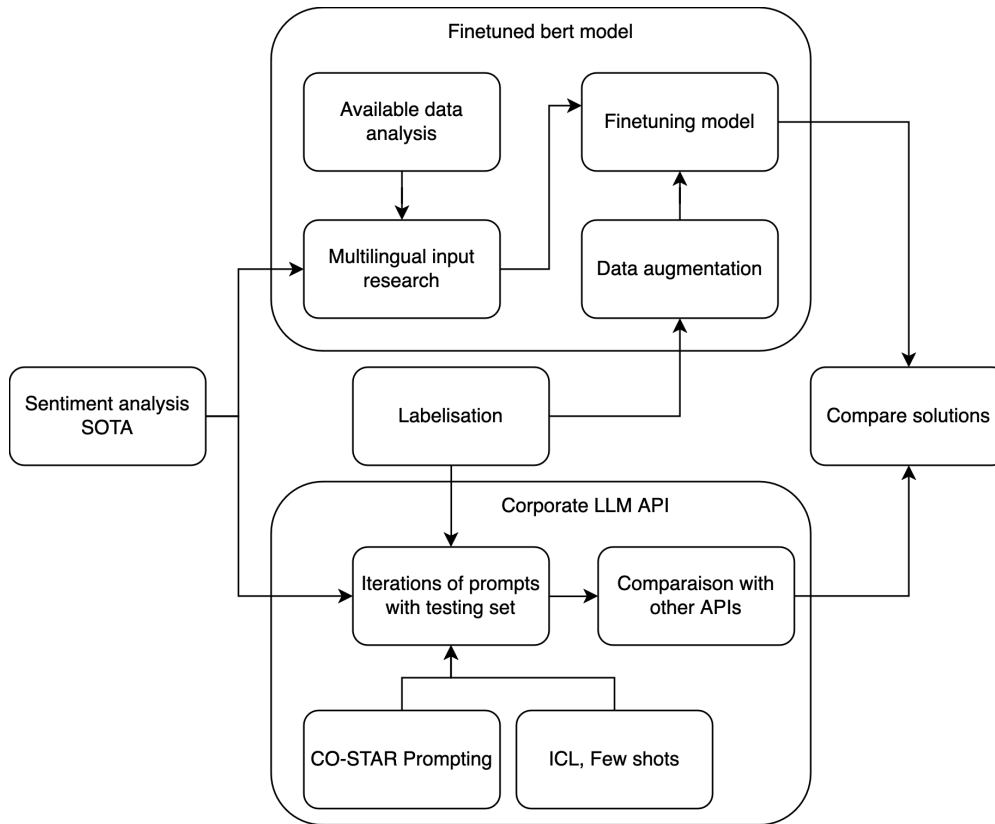 Finetuned bert model
Available data
analysis
Finetuning model
Multilingual input
research
Data augmentation
Sentiment analysis
SOTA
Labelisation
Compare solutions
Corporate LLM API
Iterations of prompts
with testing set
Comparaison with
other APIs
CO-STAR Prompting
ICL, Few shots